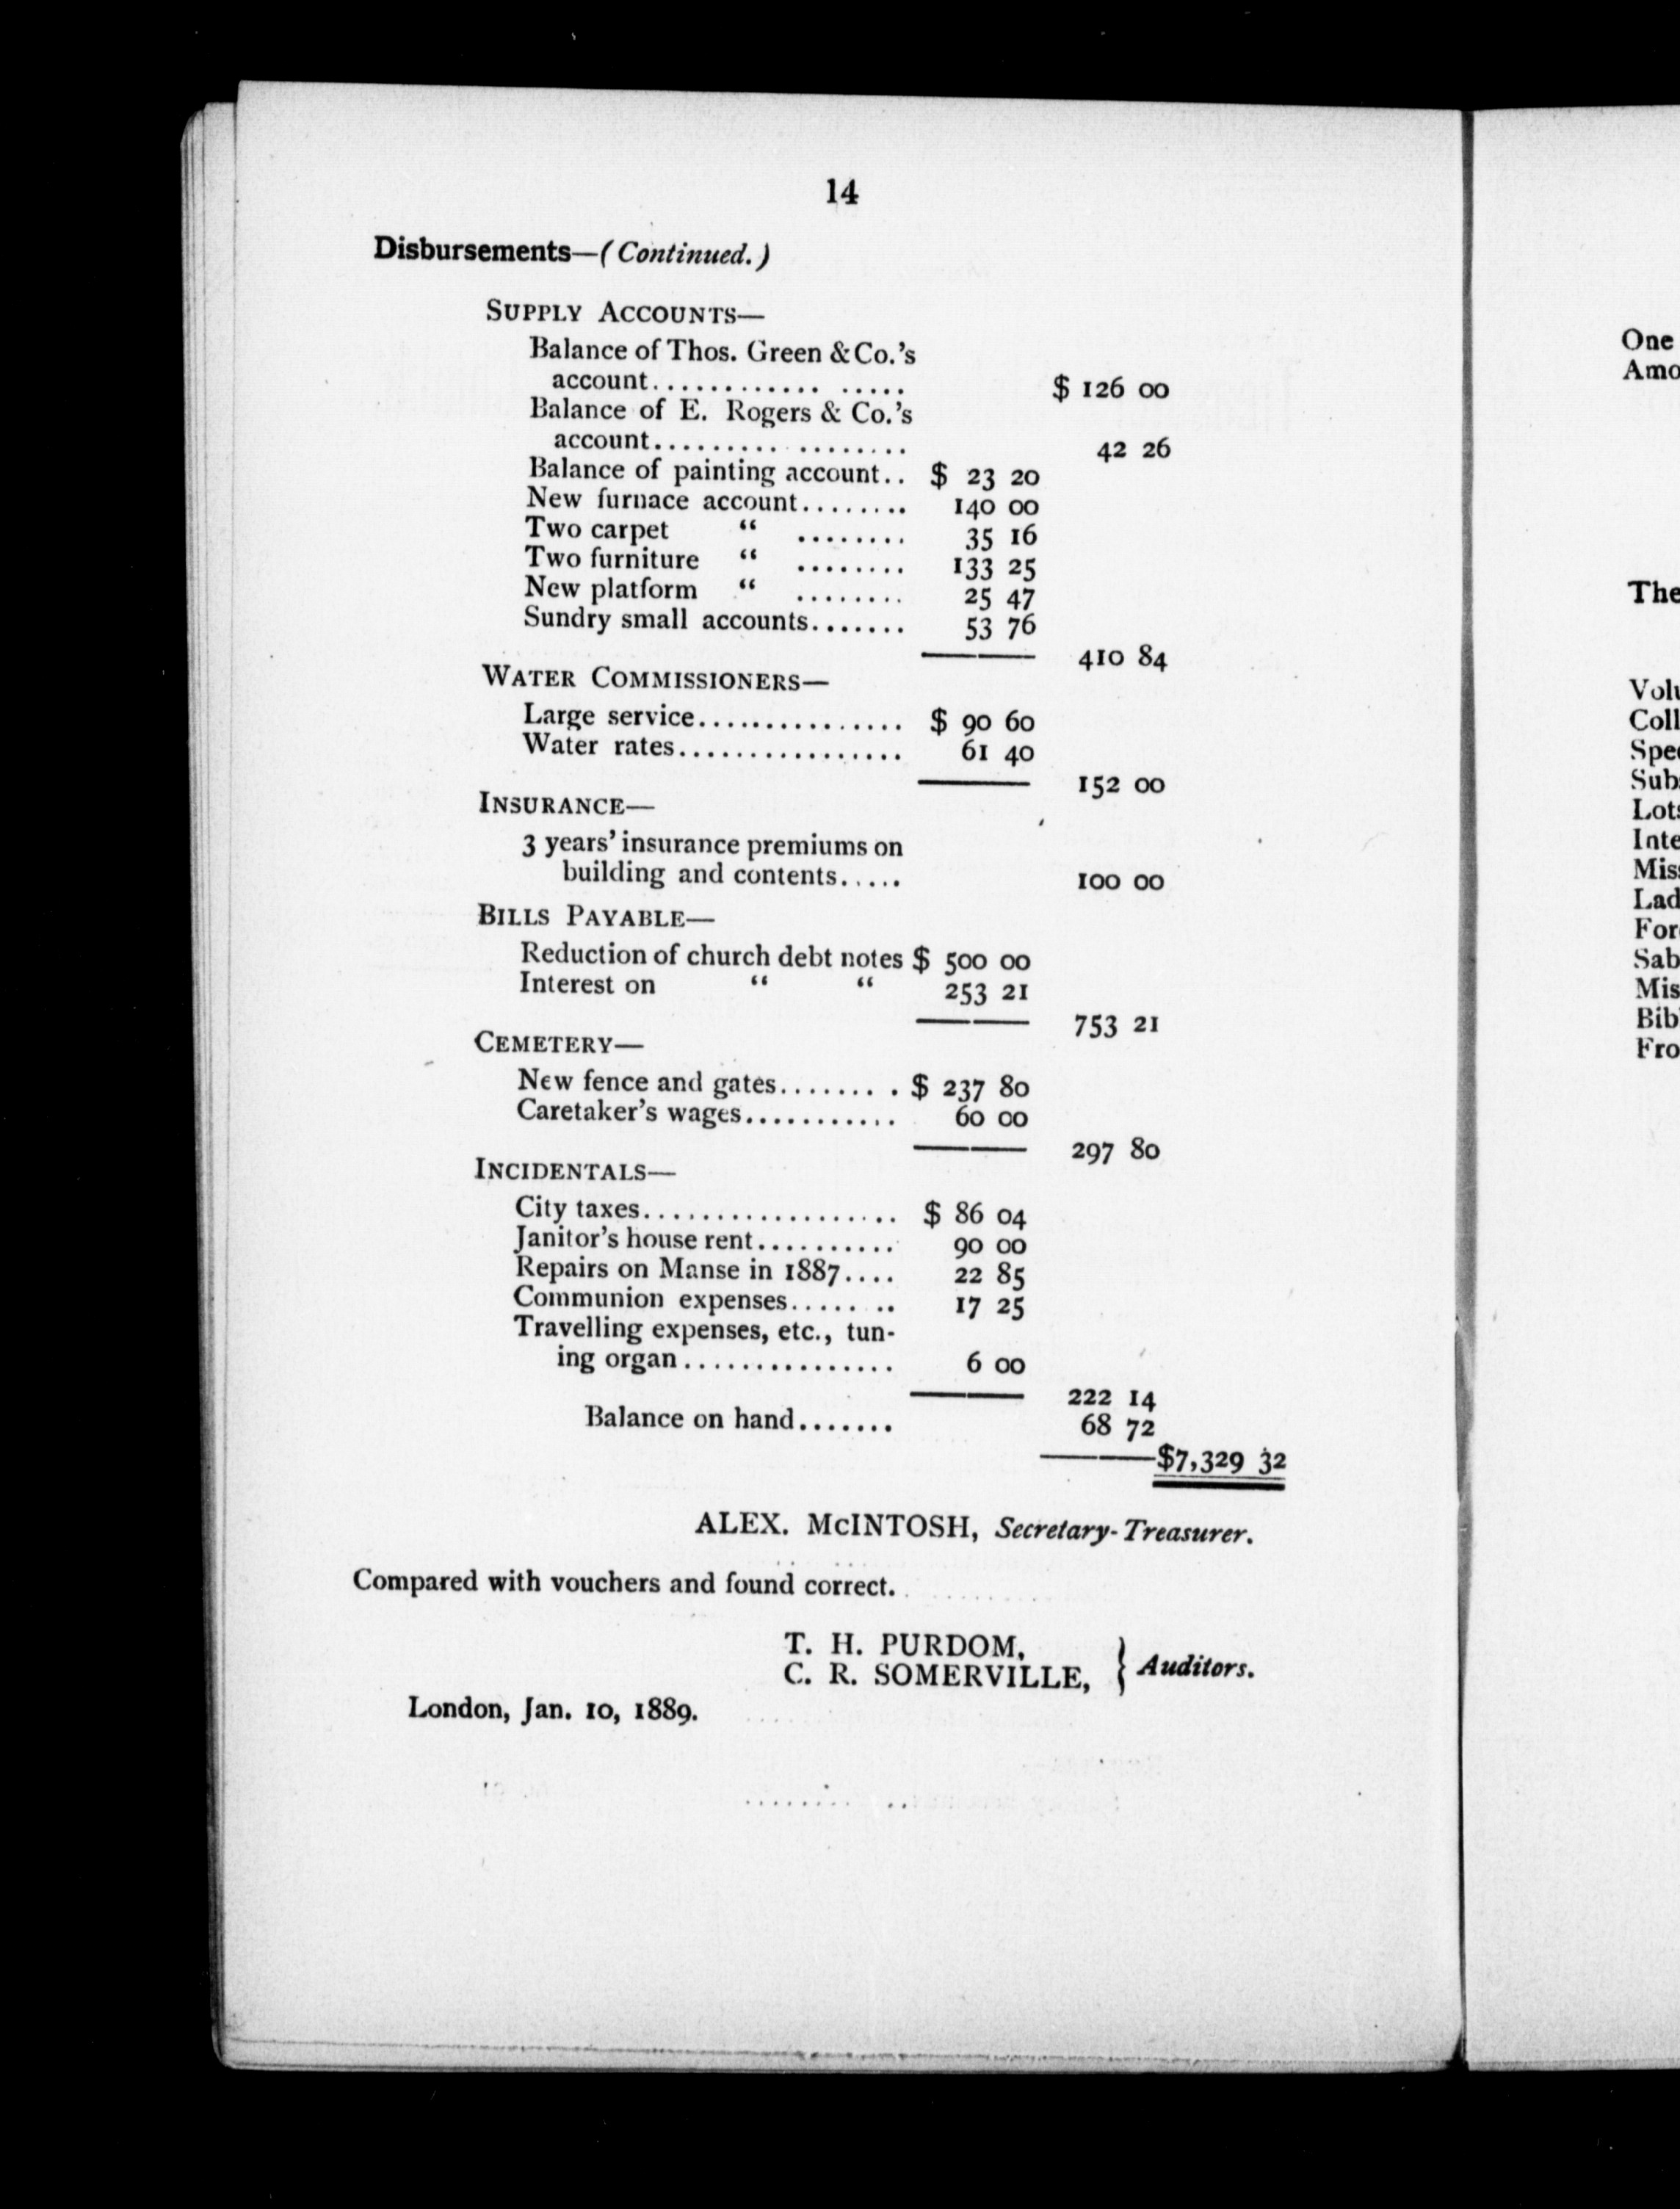 14
Disbursements—(Continued.)
SUPPLY ACCOUNTS—
Balance of Thos. Green & Co.'s
account.................. $ 126 00
Balance of E. Rogers & Co.'s
account.................. 42 26
Balance of painting account.. $ 23 20
New furnace account........ 140 00
Two carpet " ........ 35 16
Two furniture " ........ 133 25
New platform " ........ 25 47
Sundry small accounts....... 53 76
410 84
WATER COMMISSIONERS—
Large service................ $ 90 60
Water rates................ 61 40
152 00
INSURANCE—
3 years' insurance premiums on
building and contents..... 100 00
BILLS PAYABLE—
Reduction of church debt notes $ 500 00
Interest on " " 253 21
753 21
CEMETERY—
New fence and gates......... $ 237 80
Caretaker's wages........... 60 00
297 80
INCIDENTALS—
City taxes.................. $ 86 04
Janitor's house rent.......... 90 00
Repairs on Manse in 1887.... 22 85
Communion expenses........ 17 25
Travelling expenses, etc., tun-
ing organ............... 6 00
222 14
Balance on hand....... 68 72
$7,329 32
ALEX. McINTOSH, Secretary-Treasurer.
Compared with vouchers and found correct.
T. H. PURDOM,
C. R. SOMERVILLE, } Auditors.
London, Jan. 10, 1889.
One
Amo
The
Volu
Coll
Spe
Sub
Lots
Inte
Miss
Lad
For
Sab
Mis
Bib
Fro